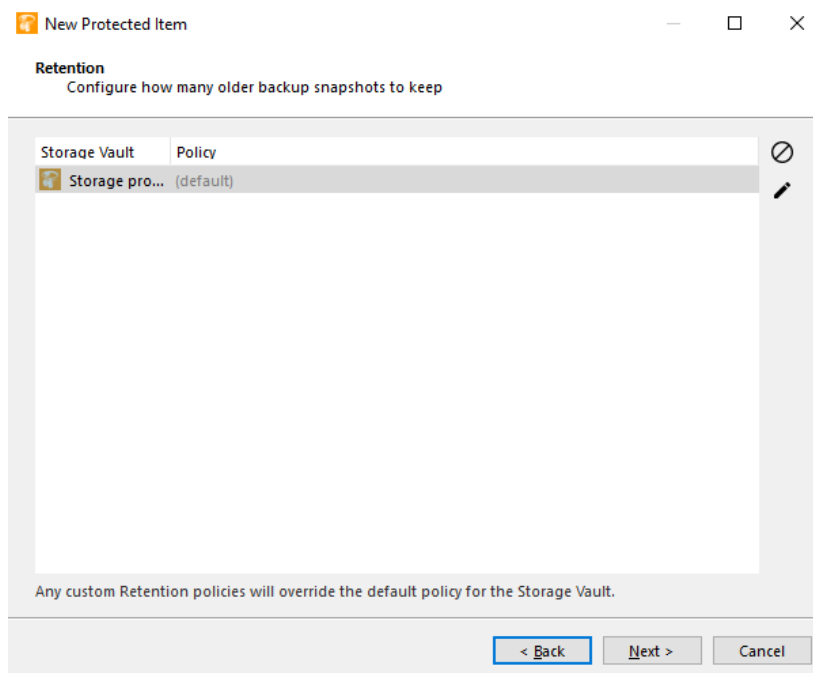 New Protected Item
Retention
Configure how many older backup snapshots to keep
Storage Vault Policy
Storage pro... (default)
Any custom Retention policies will override the default policy for the Storage Vault.
< Back Next > Cancel